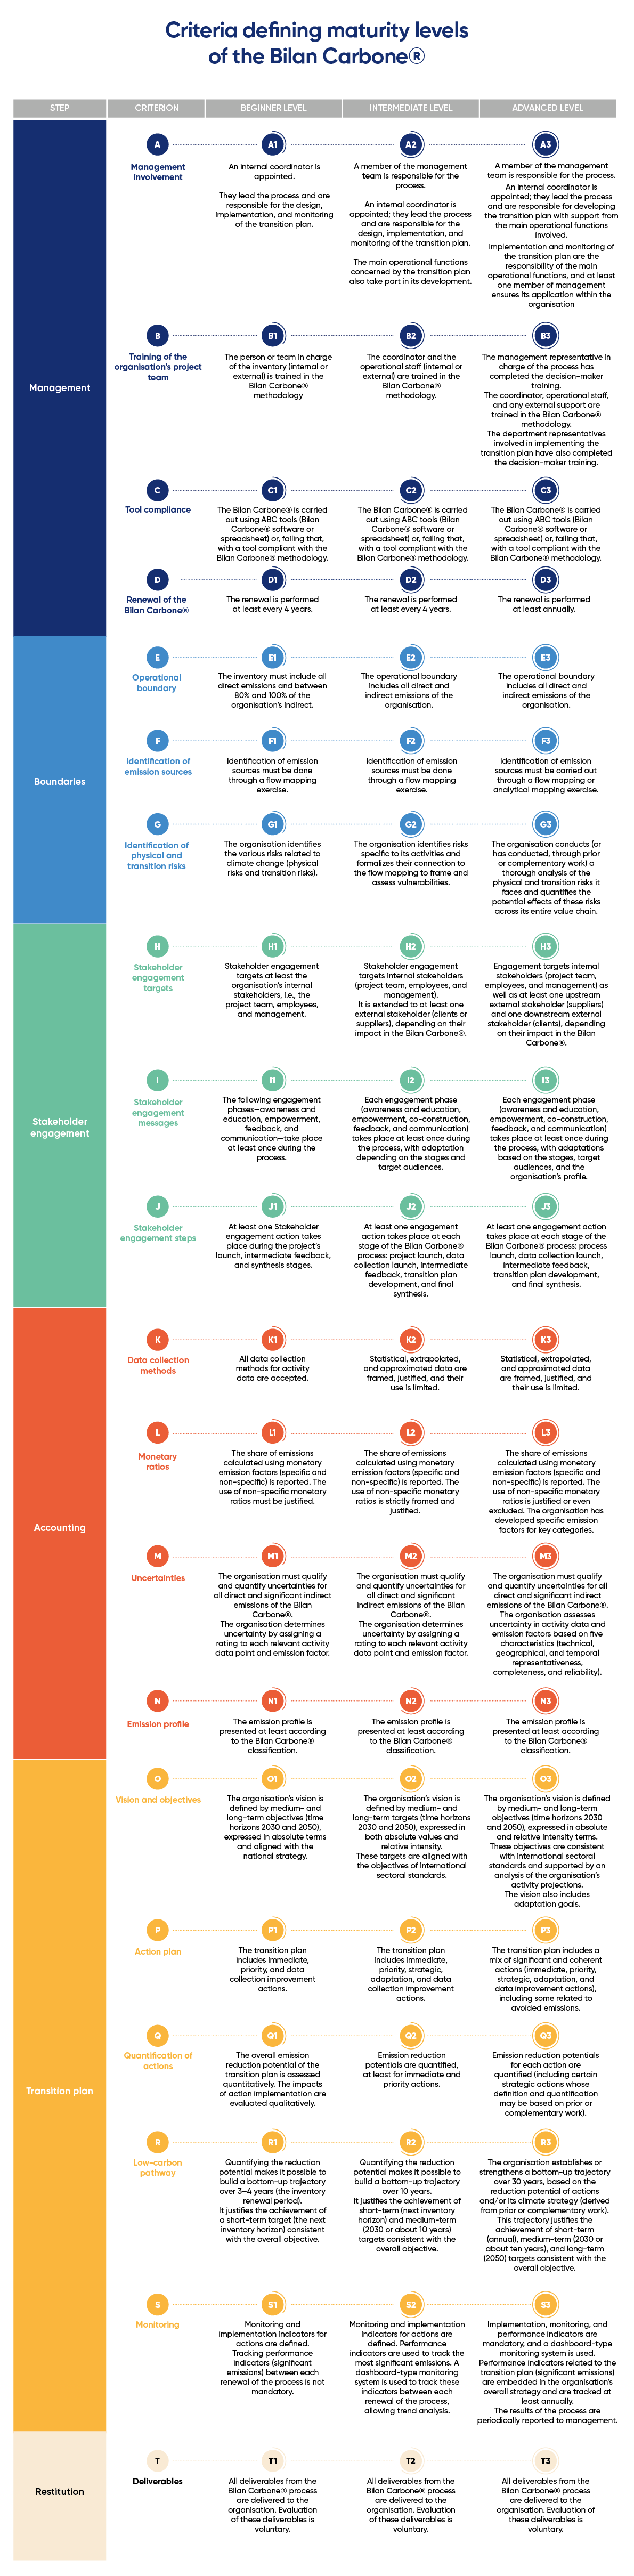 Criteria defining maturity levels
of the Bilan Carbone®
STEP
CRITERION
BEGINNER LEVEL
INTERMEDIATE LEVEL
ADVANCED LEVEL
Management
A
Management
involvement
A1
An internal coordinator is
appointed.
They lead the process and are
responsible for the design,
implementation, and monitoring
of the transition plan.
A2
A member of the management
team is responsible for the
process.
An internal coordinator is
appointed; they lead the process
and are responsible for the
design, implementation, and
monitoring of the transition plan.
The main operational functions
concerned by the transition plan
also take part in its development.
A3
A member of the management
team is responsible for the process.
An internal coordinator is
appointed; they lead the process
and are responsible for developing
the transition plan with support from
the main operational functions
involved.
Implementation and monitoring of
the transition plan are the
responsibility of the main
operational functions, and at least
one member of management
ensures its application within the
organisation
B
Training of the
organisation's project
team
B1
The person or team in charge
of the inventory (internal or
external) is trained in the
Bilan Carbone®
methodology
B2
The coordinator and the
operational staff (internal or
external) are trained in the
Bilan Carbone®
methodology.
B3
The management representative in
charge of the process has
completed the decision-maker
training.
The coordinator, operational staff,
and any external support are
trained in the Bilan Carbone®
methodology.
The department representatives
involved in implementing the
transition plan have also completed
the decision-maker training.
C
Tool compliance
C1
The Bilan Carbone® is carried
out using ABC tools (Bilan
Carbone® software or
spreadsheet) or, failing that,
with a tool compliant with the
Bilan Carbone® methodology.
C2
The Bilan Carbone® is carried
out using ABC tools (Bilan
Carbone® software or
spreadsheet) or, failing that,
with a tool compliant with the
Bilan Carbone® methodology.
C3
The Bilan Carbone® is carried
out using ABC tools (Bilan
Carbone® software or
spreadsheet) or, failing that,
with a tool compliant with the
Bilan Carbone® methodology.
D
Renewal of the
Bilan Carbone®
D1
The renewal is performed
at least every 4 years.
D2
The renewal is performed
at least every 4 years.
D3
The renewal is performed
at least annually.
Boundaries
E
Operational
boundary
E1
The inventory must include all
direct emissions and between
80% and 100% of the
organisation's indirect.
E2
The operational boundary
includes all direct and
indirect emissions of the
organisation.
E3
The operational boundary
includes all direct and
indirect emissions of the
organisation.
F
Identification of
emission sources
F1
Identification of emission
sources must be done
through a flow mapping
exercise.
F2
Identification of emission
sources must be done
through a flow mapping
exercise.
F3
Identification of emission
sources must be carried out
through a flow mapping or
analytical mapping exercise.
G
Identification of
physical and
transition risks
G1
The organisation identifies
the various risks related to
climate change (physical
risks and transition risks).
G2
The organisation identifies risks
specific to its activities and
formalizes their connection to
the flow mapping to frame and
assess vulnerabilities.
G3
The organisation conducts (or
has conducted, through prior
or complementary work) a
thorough analysis of the
physical and transition risks it
faces and quantifies the
potential effects of these risks
across its entire value chain.
Stakeholder
engagement
H
Stakeholder
engagement
targets
H1
Stakeholder engagement
targets at least the
organisation's internal
stakeholders, i.e., the
project team, employees,
and management.
H2
Stakeholder engagement
targets internal stakeholders
(project team, employees, and
management).
It is extended to at least one
external stakeholder (clients or
suppliers), depending on their
impact in the Bilan Carbone®.
H3
Engagement targets internal
stakeholders (project team,
employees, and management) as
well as at least one upstream
external stakeholder (suppliers)
and one downstream external
stakeholder (clients), depending
on their impact in the Bilan
Carbone®.
I
Stakeholder
engagement
messages
I1
The following engagement
phases—awareness and
education, empowerment,
feedback, and
communication—take place
at least once during the
process.
I2
Each engagement phase
(awareness and education,
empowerment, co-construction,
feedback, and communication)
takes place at least once during
the process, with adaptation
depending on the stages and
target audiences.
I3
Each engagement phase
(awareness and education,
empowerment, co-construction,
feedback, and communication)
takes place at least once during
the process, with adaptations
based on the stages, target
audiences, and the
organisation's profile.
J
Stakeholder
engagement steps
J1
At least one Stakeholder
engagement action takes
place during the project's
launch, intermediate feedback,
and synthesis stages.
J2
At least one engagement
action takes place at each
stage of the Bilan Carbone®
process: project launch, data
collection launch, intermediate
feedback, transition plan
development, and final
synthesis.
J3
At least one engagement action
takes place at each stage of the
Bilan Carbone® process: process
launch, data collection launch,
intermediate feedback,
transition plan development,
and final synthesis.
Accounting
K
Data collection
methods
K1
All data collection
methods for activity
data are accepted.
K2
Statistical, extrapolated,
and approximated data are
framed, justified, and their
use is limited.
K3
Statistical, extrapolated,
and approximated data
are framed, justified, and
their use is limited.
L
Monetary
ratios
L1
The share of emissions
calculated using monetary
emission factors (specific and
non-specific) is reported. The
use of non-specific monetary
ratios must be justified.
L2
The share of emissions
calculated using monetary
emission factors (specific and
non-specific) is reported. The
use of non-specific monetary
ratios is strictly framed and
justified.
L3
The share of emissions
calculated using monetary
emission factors (specific and
non-specific) is reported. The
use of non-specific monetary
ratios is justified or even
excluded. The organisation has
developed specific emission
factors for key categories.
M
Uncertainties
M1
The organisation must qualify
and quantify uncertainties for
all direct and significant indirect
emissions of the Bilan
Carbone®.
The organisation determines
uncertainty by assigning a
rating to each relevant activity
data point and emission factor.
M2
The organisation must qualify
and quantify uncertainties for
all direct and significant
indirect emissions of the Bilan
Carbone®.
The organisation determines
uncertainty by assigning a
rating to each relevant activity
data point and emission factor.
M3
The organisation must qualify
and quantify uncertainties for all
direct and significant indirect
emissions of the Bilan Carbone®.
The organisation assesses
uncertainty in activity data and
emission factors based on five
characteristics (technical,
geographical, and temporal
representativeness,
completeness, and reliability).
N
Emission profile
N1
The emission profile is
presented at least according
to the Bilan Carbone®
classification.
N2
The emission profile is
presented at least according
to the Bilan Carbone®
classification.
N3
The emission profile is
presented at least according
to the Bilan Carbone®
classification.
Transition plan
O
Vision and objectives
O1
The organisation's vision is
defined by medium- and
long-term objectives (time
horizons 2030 and 2050),
expressed in absolute terms
and aligned with the
national strategy.
O2
The organisation's vision is
defined by medium- and
long-term targets (time horizons
2030 and 2050), expressed in
both absolute values and
relative intensity.
These targets are aligned with
the objectives of international
sectoral standards.
O3
The organisation's vision is defined
by medium- and long-term
objectives (time horizons 2030
and 2050), expressed in absolute
and relative intensity terms.
These objectives are consistent
with international sectoral
standards and supported by an
analysis of the organisation's
activity projections.
The vision also includes
adaptation goals.
P
Action plan
P1
The transition plan
includes immediate,
priority, and data
collection improvement
actions.
P2
The transition plan
includes immediate,
priority, strategic,
adaptation, and data
collection improvement
actions.
P3
The transition plan includes a
mix of significant and coherent
actions (immediate, priority,
strategic, adaptation, and
data improvement actions),
including some related to
avoided emissions.
Q
Quantification of
actions
Q1
The overall emission
reduction potential of the
transition plan is assessed
quantitatively. The impacts
of action implementation are
evaluated qualitatively.
Q2
Emission reduction
potentials are quantified,
at least for immediate and
priority actions.
Q3
Emission reduction potentials
for each action are
quantified (including certain
strategic actions whose
definition and quantification
may be based on prior or
complementary work).
R
Low-carbon
pathway
R1
Quantifying the reduction
potential makes it possible to
build a bottom-up trajectory
over 3–4 years (the inventory
renewal period).
It justifies the achievement of
a short-term target (the next
inventory horizon) consistent
with the overall objective.
R2
Quantifying the reduction
potential makes it possible to
build a bottom-up trajectory
over 10 years.
It justifies the achievement of
short-term (next inventory
horizon) and medium-term
(2030 or about 10 years)
targets consistent with the
overall objective.
R3
The organisation establishes or
strengthens a bottom-up trajectory
over 30 years, based on the
reduction potential of actions
and/or its climate strategy (derived
from prior or complementary work).
This trajectory justifies the
achievement of short-term
(annual), medium-term (2030 or
about ten years), and long-term
(2050) targets consistent with the
overall objective.
S
Monitoring
S1
Monitoring and
implementation indicators for
actions are defined.
Tracking performance
indicators (significant
emissions) between each
renewal of the process is not
mandatory.
S2
Monitoring and implementation
indicators for actions are
defined. Performance
indicators are used to track the
most significant emissions. A
dashboard-type monitoring
system is used to track these
indicators between each
renewal of the process,
allowing trend analysis.
S3
Implementation, monitoring, and
performance indicators are
mandatory, and a dashboard-type
monitoring system is used.
Performance indicators related to the
transition plan (significant emissions)
are embedded in the organisation's
overall strategy and are tracked at
least annually.
The results of the process are
periodically reported to management.
Restitution
T
Deliverables
T1
All deliverables from the
Bilan Carbone® process
are delivered to the
organisation. Evaluation
of these deliverables is
voluntary.
T2
All deliverables from the
Bilan Carbone® process
are delivered to the
organisation. Evaluation
of these deliverables is
voluntary.
T3
All deliverables from the
Bilan Carbone® process
are delivered to the
organisation. Evaluation of
these deliverables is
voluntary.